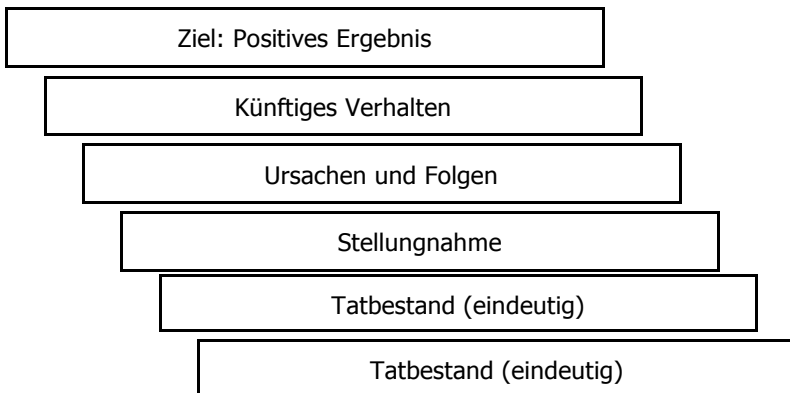 Ziel: Positives Ergebnis
Künftiges Verhalten
Ursachen und Folgen
Stellungnahme
Tatbestand (eindeutig)
Tatbestand (eindeutig)